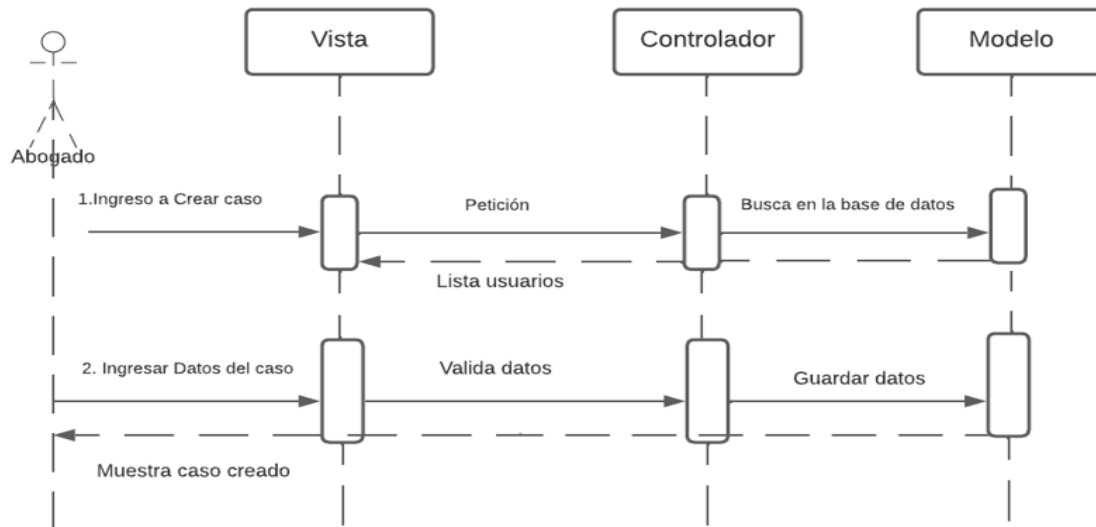 Vista
Controlador
Modelo
Abogado
1.Ingreso a Crear caso
Petición
Busca en la base de datos
Lista usuarios
2. Ingresar Datos del caso
Valida datos
Guardar datos
Muestra caso creado